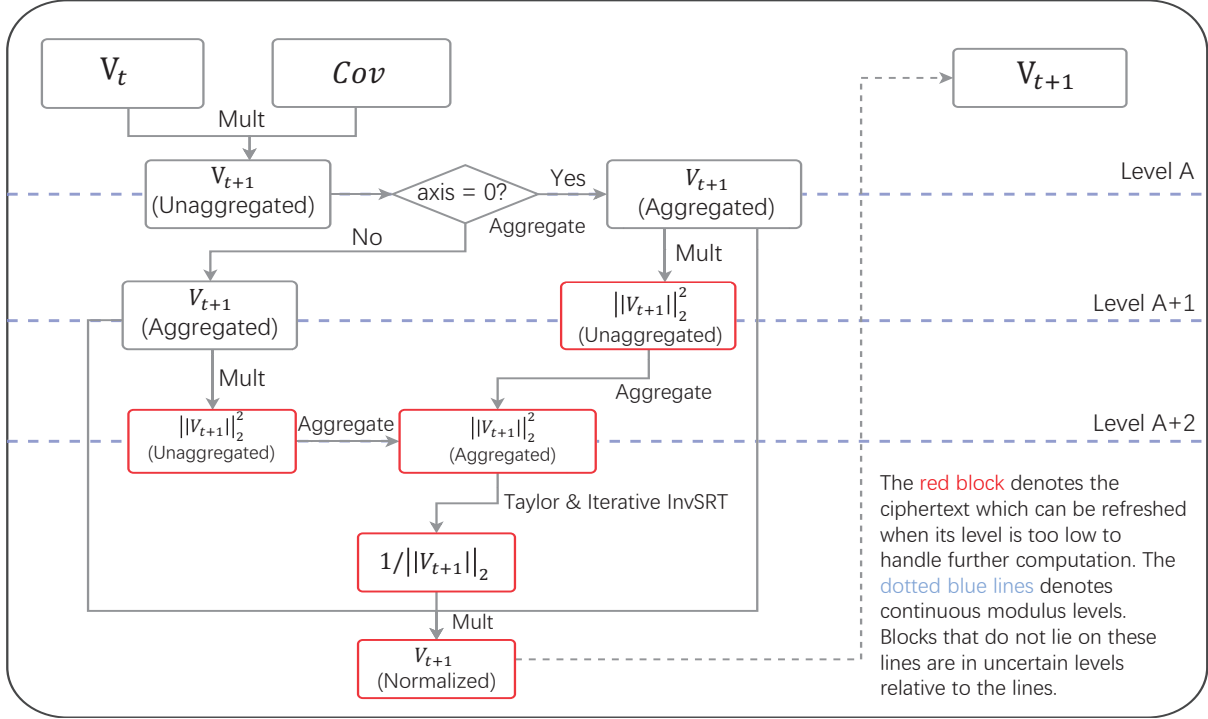 V_t
Cov
V_{t+1}
Mult
V_{t+1}
(Unaggregated)
axis = 0?
Yes
Aggregate
V_{t+1}
(Aggregated)
Level A
No
Mult
V_{t+1}
(Aggregated)
||V_{t+1}||_2^2
(Unaggregated)
Level A+1
Mult
Aggregate
||V_{t+1}||_2^2
(Unaggregated)
Aggregate
||V_{t+1}||_2^2
(Aggregated)
Level A+2
Taylor & Iterative InvSRT
1/||V_{t+1}||_2
Mult
V_{t+1}
(Normalized)
The red block denotes the
ciphertext which can be refreshed
when its level is too low to
handle further computation. The
dotted blue lines denotes
continuous modulus levels.
Blocks that do not lie on these
lines are in uncertain levels
relative to the lines.